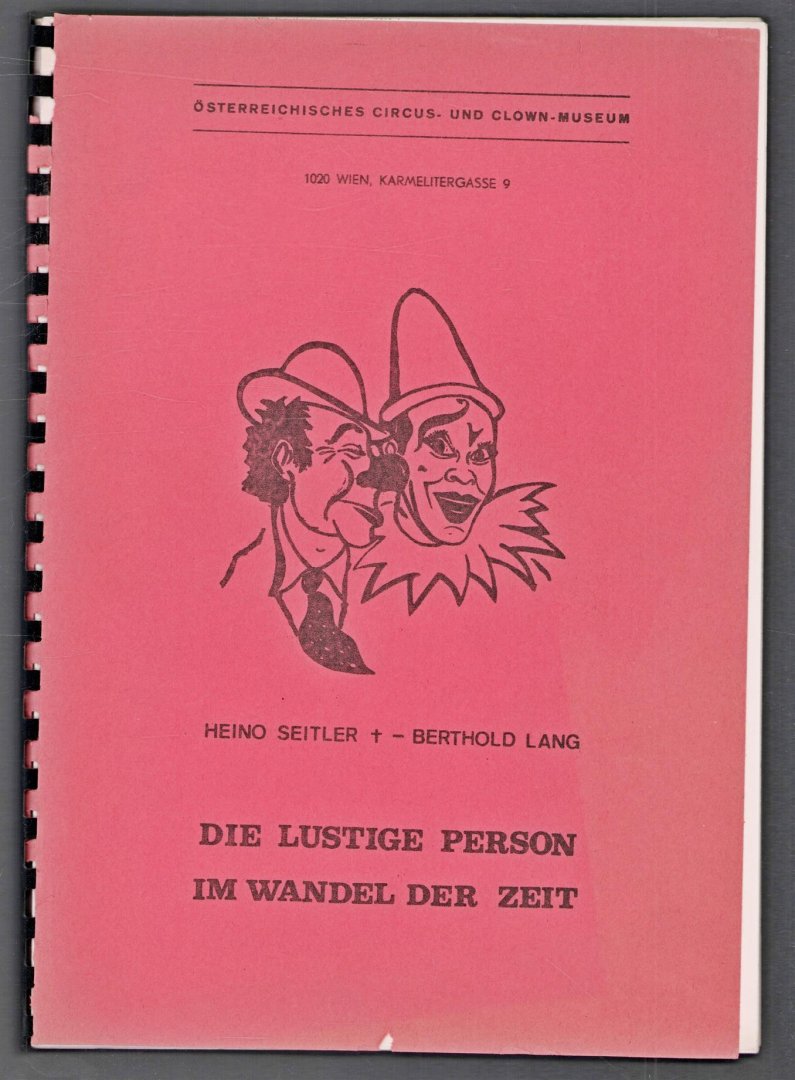 ÖSTERREICHISCHES CIRCUS- UND CLOWN-MUSEUM
1020 WIEN, KARMELITERGASSE 9
HEINO SEITLER † – BERTHOLD LANG
DIE LUSTIGE PERSON
IM WANDEL DER ZEIT